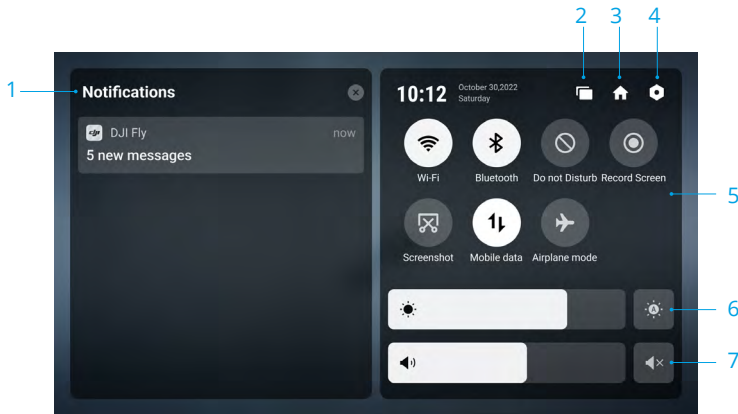 2 3 4
1
Notifications
10:12
October 30,2022
Saturday
DJI Fly now
5 new messages
Wi-Fi Bluetooth Do not Disturb Record Screen
5
Screenshot Mobile data Airplane mode
A
6
7